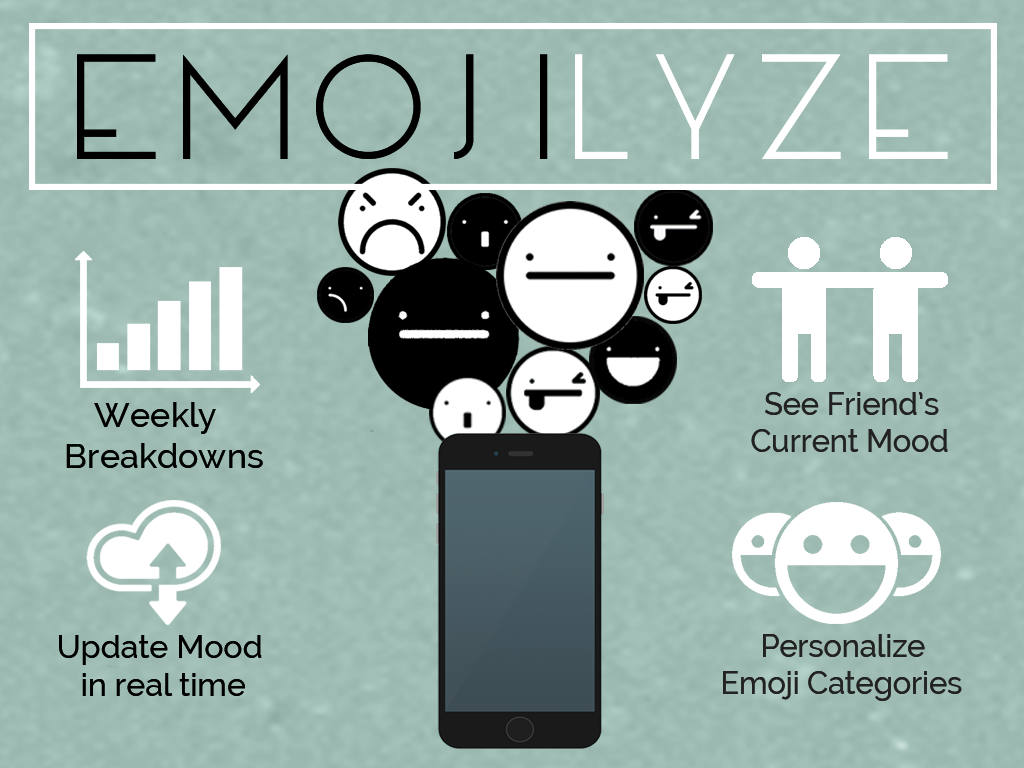 EMOJILYZE
Weekly
Breakdowns
See Friend's
Current Mood
Update Mood
in real time
Personalize
Emoji Categories